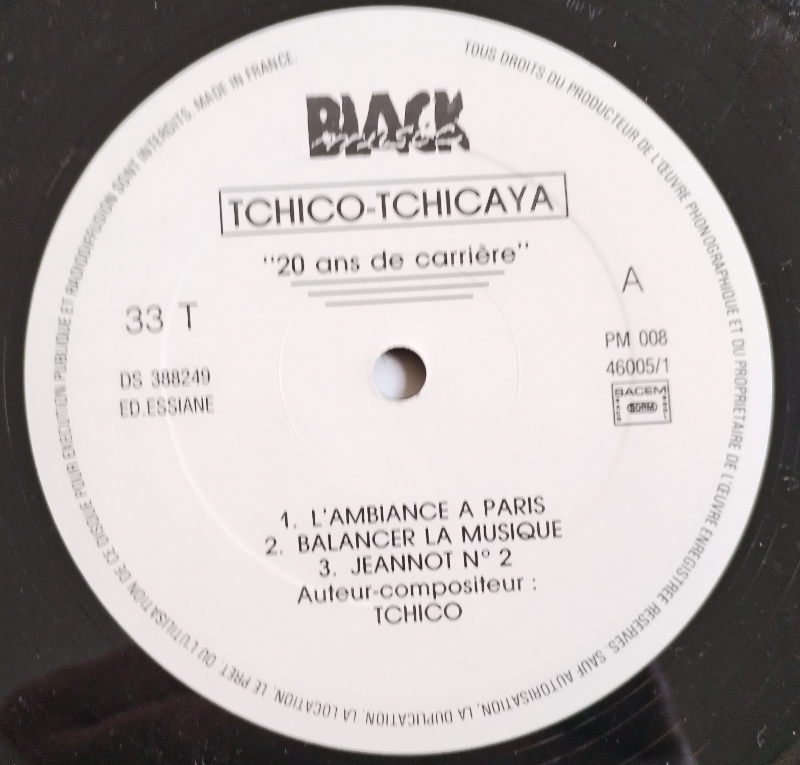 TOUS DROITS DU PRODUCTEUR DE L'ŒUVRE PHONOGRAPHIQUE ET DU PROPRIETAIRE DE L'ŒUVRE ENREGISTREE RESERVES. SAUF AUTORISATION, LA DUPLICATION, LA LOCATION, LE PRET, OU L'UTILISATION DE CE DISQUE POUR EXECUTION PUBLIQUE ET RADIODIFFUSION SONT INTERDITS. MADE IN FRANCE.
BLACK
music
TCHICO-TCHICAYA
"20 ans de carrière"
33 T
A
DS 388249
ED.ESSIANE
PM 008
46005/1
SACEM
SDRM
1. L'AMBIANCE A PARIS
2. BALANCER LA MUSIQUE
3. JEANNOT N° 2
Auteur-compositeur :
TCHICO